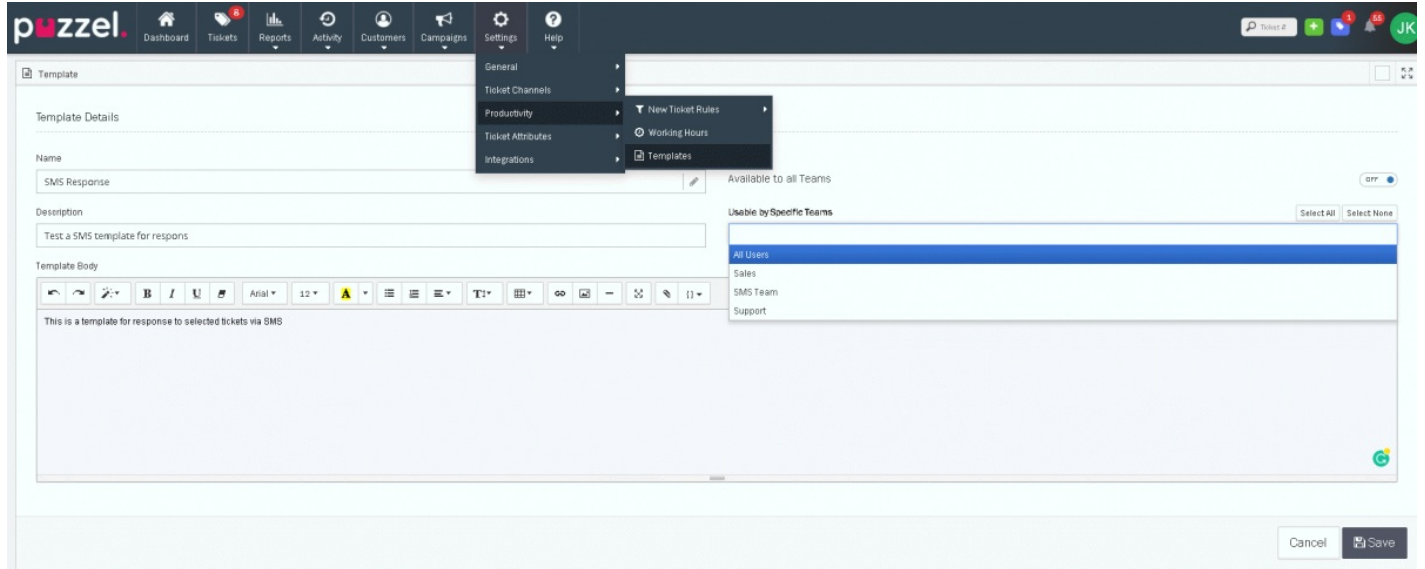 puzzel.
Dashboard
Tickets
8
Reports
Activity
Customers
Campaigns
Settings
Help
Ticket #
1
55
JK
Template
General
Ticket Channels
Productivity
Ticket Attributes
Integrations
New Ticket Rules
Working Hours
Templates
Template Details
Name
SMS Response
Available to all Teams
OFF
Description
Usable by Specific Teams
Select All
Select None
Test a SMS template for respons
All Users
Sales
SMS Team
Support
Template Body
B I U Arial 12 A
This is a template for response to selected tickets via SMS
Cancel
Save